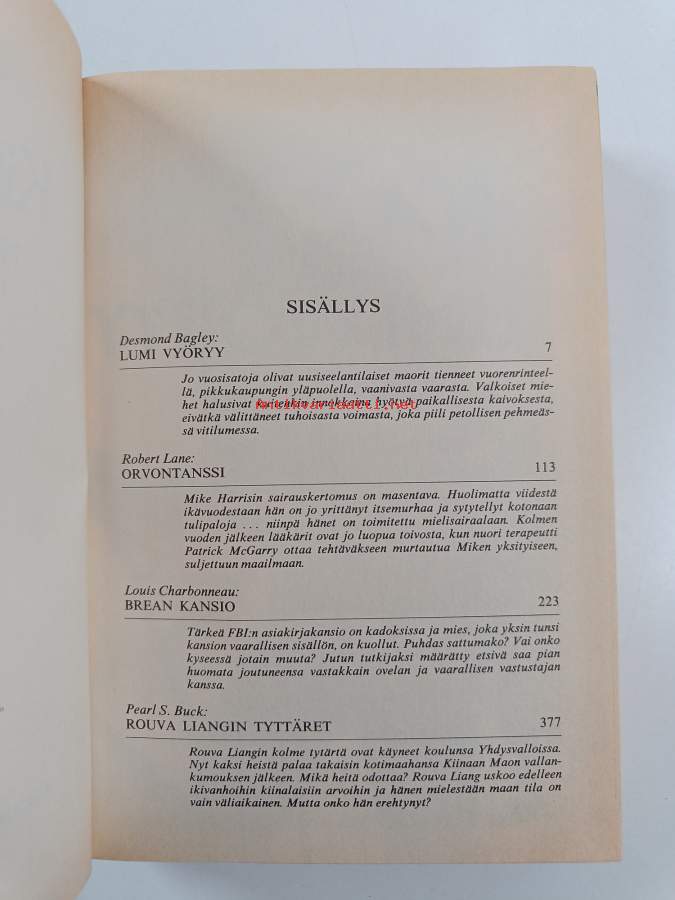 SISÄLLYS
Desmond Bagley:
LUMI VYÖRYY 7
Jo vuosisatoja olivat uusiseelantilaiset maorit tienneet vuorenrinteel-
lä, pikkukaupungin yläpuolella, vaanivasta vaarasta. Valkoiset mie-
het halusivat kuitenkin innokkaina hyötyä paikallisesta kaivoksesta,
Antikvariaatti.net
eivätkä välittäneet tuhoisasta voimasta, joka piili petollisen pehmeäs-
sä vitilumessa.
Robert Lane:
ORVONTANSSI 113
Mike Harrisin sairauskertomus on masentava. Huolimatta viidestä
ikävuodestaan hän on jo yrittänyt itsemurhaa ja sytytellyt kotonaan
tulipaloja ... niinpä hänet on toimitettu mielisairaalaan. Kolmen
vuoden jälkeen lääkärit ovat jo luopua toivosta, kun nuori terapeutti
Patrick McGarry ottaa tehtäväkseen murtautua Miken yksityiseen,
suljettuun maailmaan.
Louis Charbonneau:
BREAN KANSIO 223
Tärkeä FBI:n asiakirjakansio on kadoksissa ja mies, joka yksin tunsi
kansion vaarallisen sisällön, on kuollut. Puhdas sattumako? Vai onko
kyseessä jotain muuta? Jutun tutkijaksi määrätty etsivä saa pian
huomata joutuneensa vastakkain ovelan ja vaarallisen vastustajan
kanssa.
Pearl S. Buck:
ROUVA LIANGIN TYTTÄRET 377
Rouva Liangin kolme tytärtä ovat käyneet koulunsa Yhdysvalloissa.
Nyt kaksi heistä palaa takaisin kotimaahansa Kiinaan Maon vallan-
kumouksen jälkeen. Mikä heitä odottaa? Rouva Liang uskoo edelleen
ikivanhoihin kiinalaisiin arvoihin ja hänen mielestään maan tila on
vain väliaikainen. Mutta onko hän erehtynyt?